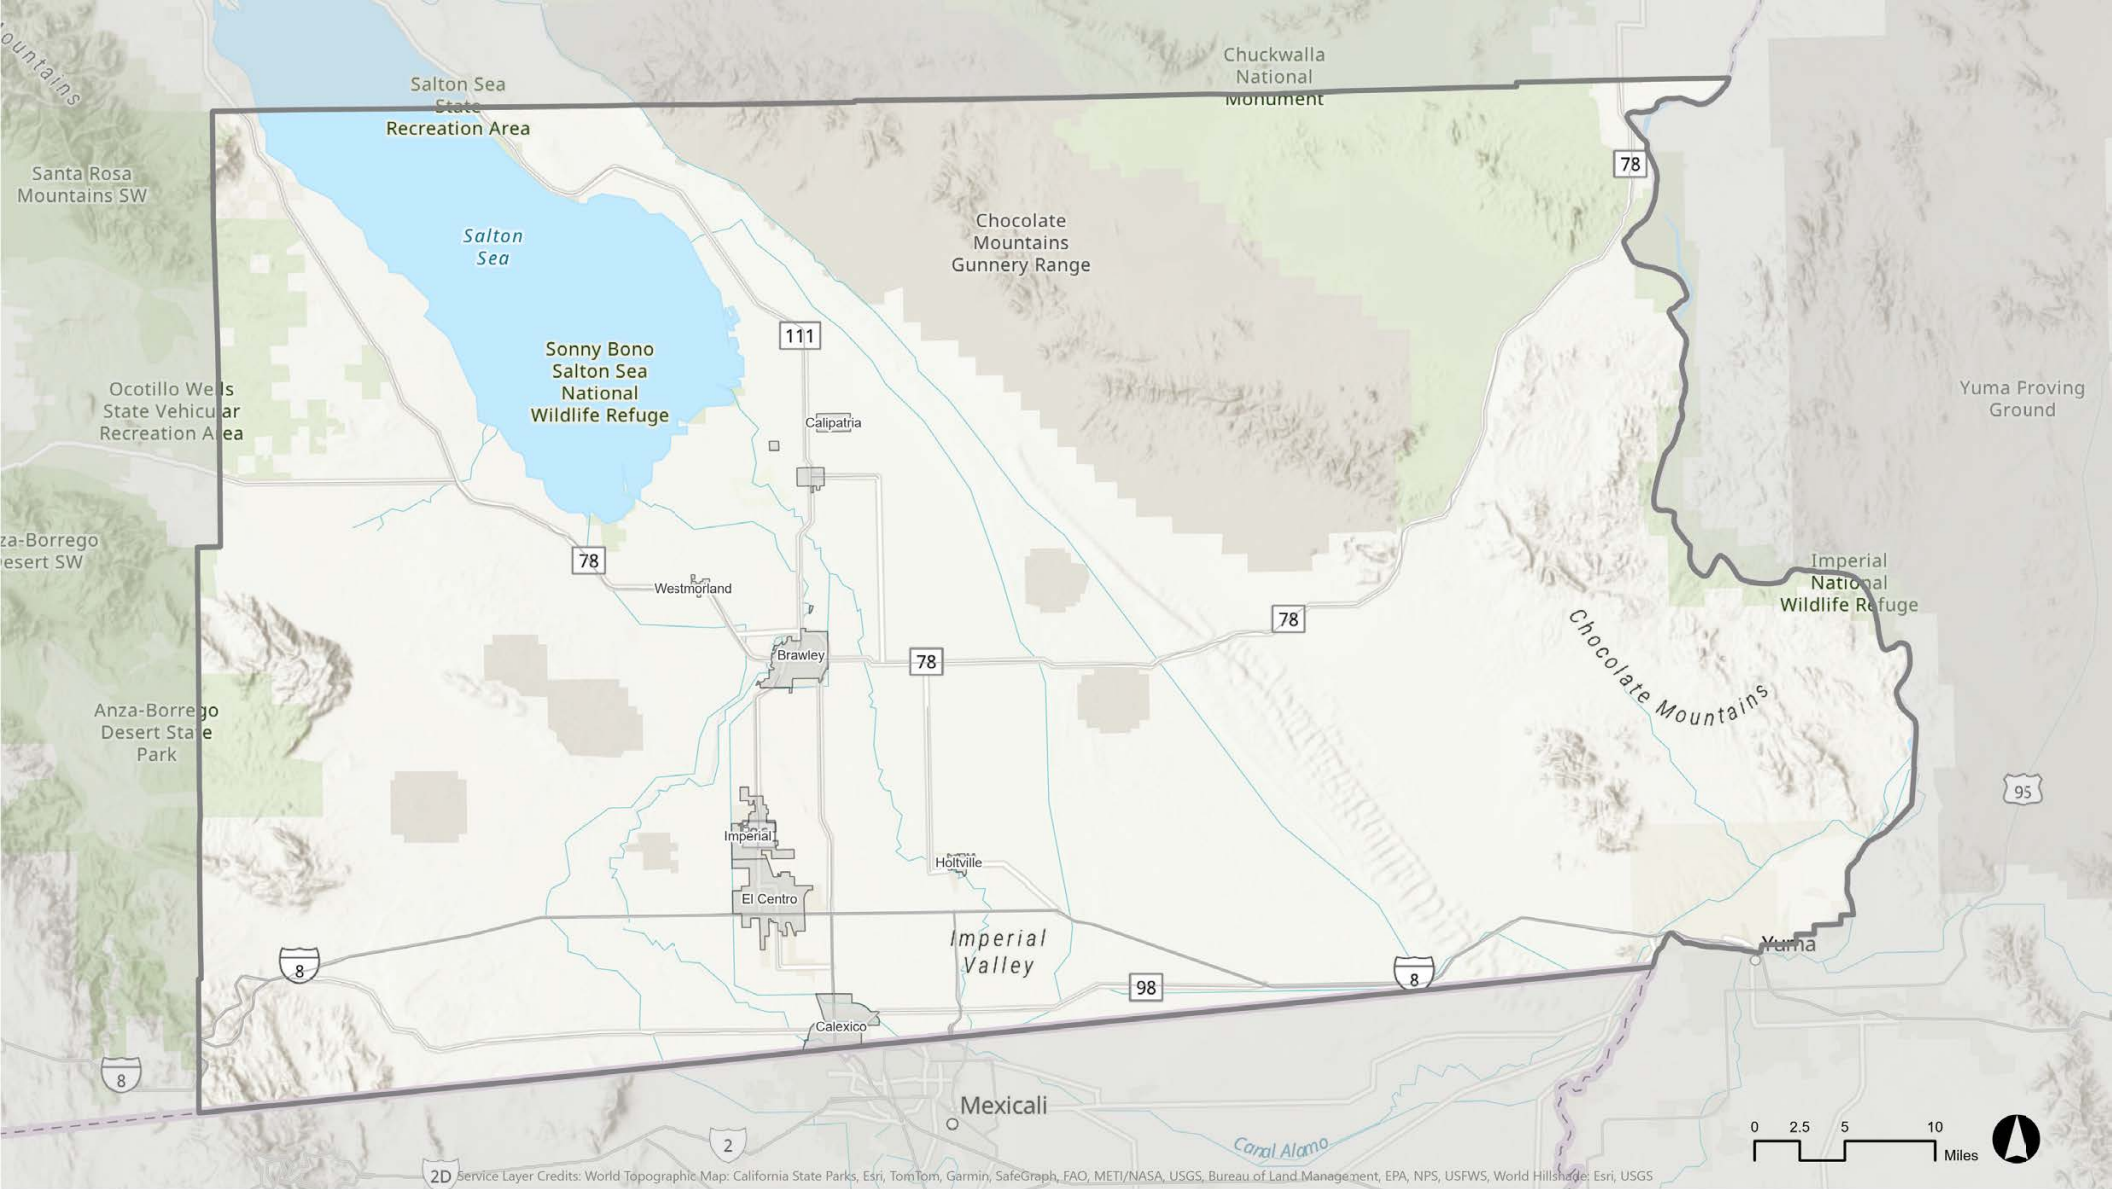 ountains
Salton Sea
State
Recreation Area
Chuckwalla
National
Monument
Santa Rosa
Mountains SW
78
Salton
Sea
Chocolate
Mountains
Gunnery Range
111
Sonny Bono
Salton Sea
National
Wildlife Refuge
Ocotillo Wells
State Vehicular
Recreation Area
Yuma Proving
Ground
Calipatria
za-Borrego
esert SW
78
Westmorland
Imperial
National
Wildlife Refuge
78
Brawley
78
Chocolate Mountains
Anza-Borrego
Desert State
Park
95
Imperial
Holtville
El Centro
Imperial
Valley
Yuma
8
8
98
Calexico
8
Mexicali
2
Canal Alamo
0 2.5 5 10
Miles
2D
Service Layer Credits: World Topographic Map: California State Parks, Esri, TomTom, Garmin, SafeGraph, FAO, METI/NASA, USGS, Bureau of Land Management, EPA, NPS, USFWS, World Hillshade: Esri, USGS